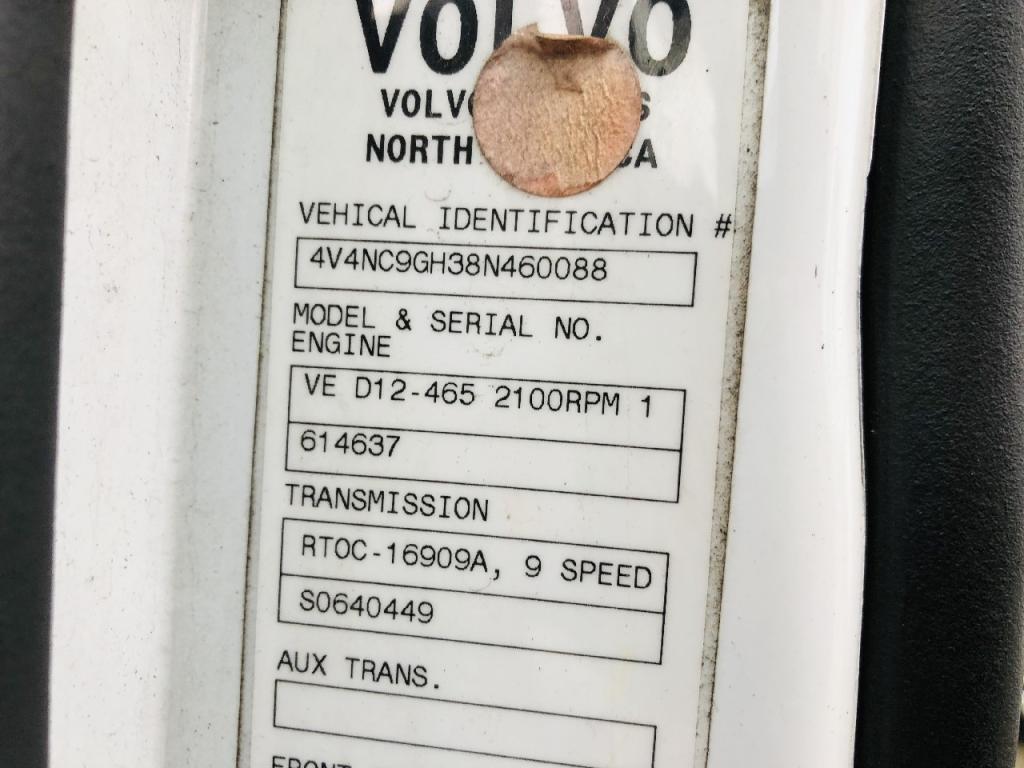 VOLVO
NORTH
VEHICAL IDENTIFICATION #
4V4NC9GH38N460088
MODEL & SERIAL NO.
ENGINE
VE D12-465 2100RPM 1
614637
TRANSMISSION
RTOC-16909A, 9 SPEED
S0640449
AUX TRANS.
FRONT